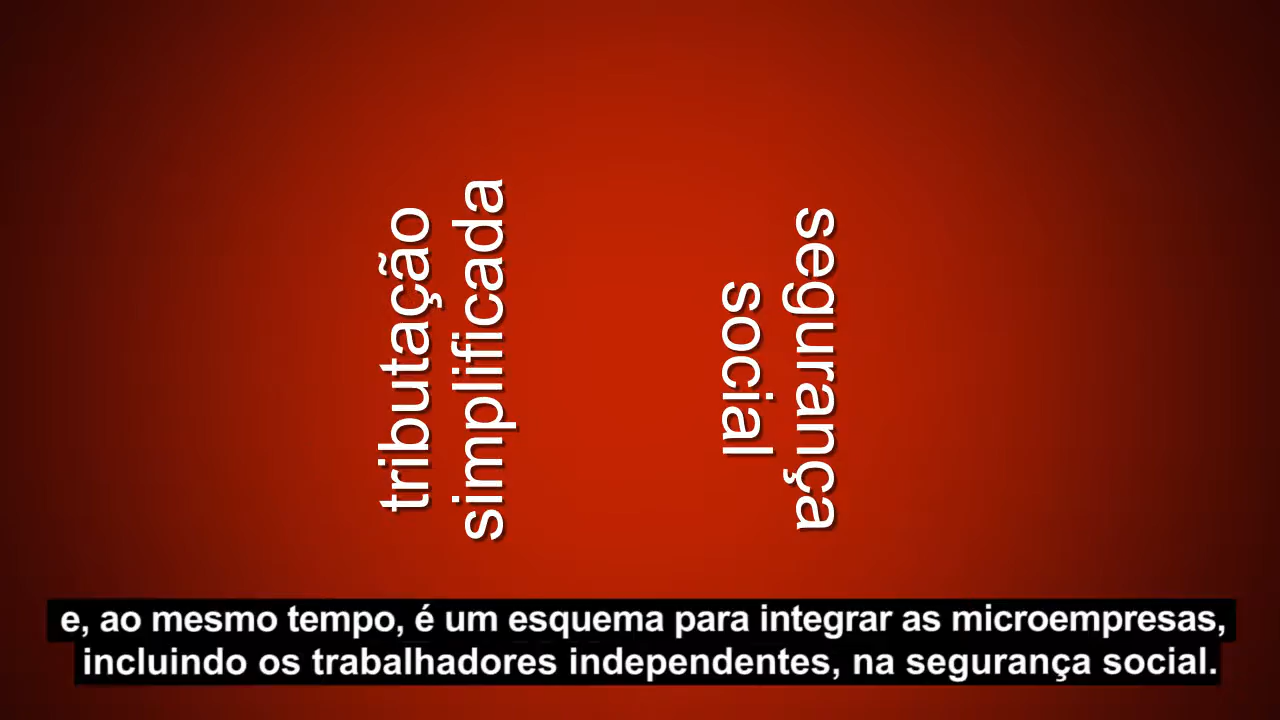 tributação
simplificada
segurança
social
e, ao mesmo tempo, é um esquema para integrar as microempresas,
incluindo os trabalhadores independentes, na segurança social.